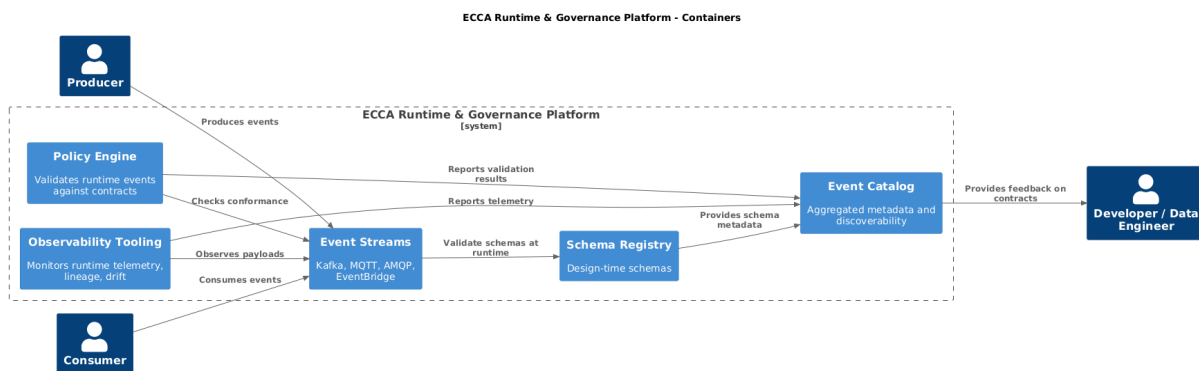 ECCA Runtime & Governance Platform - Containers
Producer
Produces events
ECCA Runtime & Governance Platform
[system]
Policy Engine
Validates runtime events
against contracts
Reports validation
results
Checks conformance
Reports telemetry
Observability Tooling
Monitors runtime telemetry,
lineage, drift
Observes payloads
Consumes events
Event Streams
Kafka, MQTT, AMQP,
EventBridge
Validate schemas at
runtime
Schema Registry
Design-time schemas
Provides schema
metadata
Event Catalog
Aggregated metadata and
discoverability
Provides feedback on
contracts
Developer / Data
Engineer
Consumer